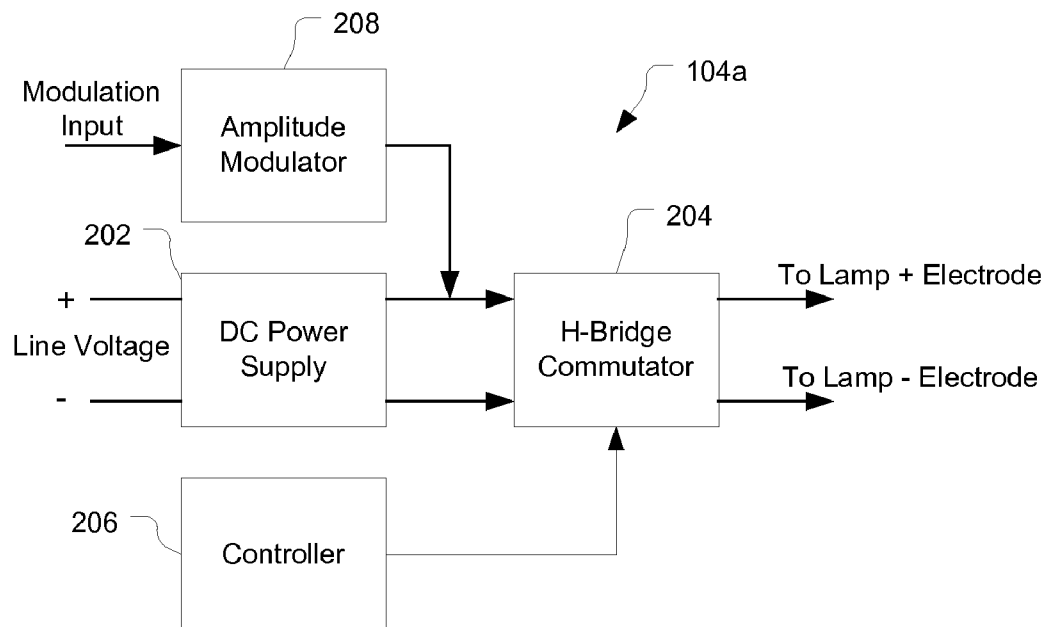 208
Modulation
Input
Amplitude
Modulator
104a
202
204
+
Line Voltage
-
DC Power
Supply
H-Bridge
Commutator
To Lamp + Electrode
To Lamp - Electrode
206
Controller